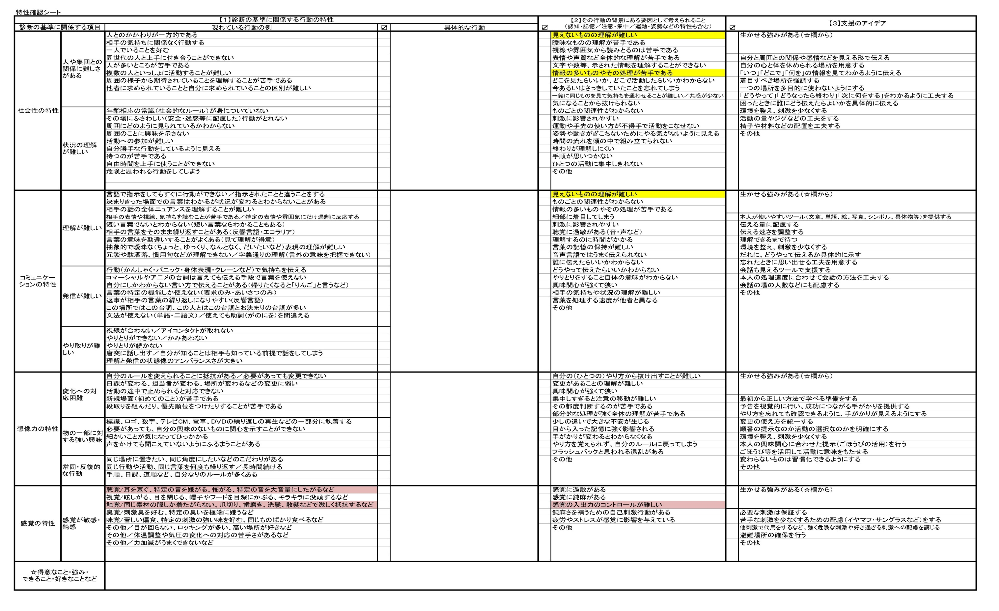 特性確認シート
【1】診断の基準に関係する行動の特性
【2】その行動の背景にある要因として考えられること
（認知・記憶／注意・集中／運動・姿勢などの特性も含む）
【3】支援のアイデア
診断の基準に関係する項目
現れている行動の例
☑
具体的な行動
☑
☑
社会性の特性
人や集団との
関係に難しさ
がある
人とのかかわりが一方的である
相手の気持ちに関係なく行動する
一人でいることを好む
同世代の人と上手に付き合うことができない
人が多いところが苦手である
複数の人といっしょに活動することが難しい
周囲の様子から期待されていることを理解することが苦手である
他者に求められていることと自分に求められていることの区別が難しい
状況の理解
が難しい
年齢相応の常識（社会的なルール）が身についていない
その場にふさわしい（安全・迷惑等に配慮した）行動がとれない
周囲にどのように見られているかわからない
周囲のことに興味を示さない
活動への参加が難しい
自分勝手な行動をしているように見える
待つのが苦手である
自由時間を上手に使うことができない
危険と思われる行動をしてしまう
見えないものの理解が難しい
曖昧なものの理解が苦手である
視線や雰囲気から読みとるのは苦手である
表情や声質など全体的な理解が苦手である
文字や数等、示された情報を理解することができない
情報の多いものやその処理が苦手である
どこを見たらいいか、どこで活動したらいいかわからない
今あるいはさっきしていたことを忘れてしまう
一緒に同じものを見て気持ちを通わせることが難しい／共感が少ない
気になることから抜けられない
ものごとの関連性がわからない
刺激に影響されやすい
運動や手先の使い方が不得手で活動をこなせない
姿勢や動きがぎこちないためにやる気がないように見える
時間の流れを頭の中で組み立てられない
終わりが理解しにくい
手順が思いつかない
ひとつの活動に集中しきれない
その他
生かせる強みがある（☆欄から）
自分と周囲との関係や感情などを見える形で伝える
自分の心と体を休められる場所を用意する
「いつ」「どこで」「何を」の情報を見てわかるように伝える
着目すべき場所を強調する
一つの場所を多目的に使わないようにする
「どうやって」「どうなったら終わり」「次に何をする」をわかるように工夫する
困ったときに誰にどう伝えたらよいかを具体的に伝える
環境を整え、刺激を少なくする
活動の量やジグなどの工夫をする
椅子や材料などの配置を工夫する
その他
コミュニケー
ションの特性
理解が難しい
言語で指示をしてもすぐに行動ができない／指示されたことと違うことをする
決まりきった場面での言葉はわかるが状況が変わるとわからないことがある
相手の話の全体ニュアンスを理解することが難しい
相手の表情や視線、気持ちを読むことが苦手である／特定の表情や雰囲気にだけ過剰に反応する
短い言葉でないとわからない（短い言葉ならわかることもある）
相手の言葉をそのまま繰り返すことがある（反響言語・エコラリア）
言葉の意味を勘違いすることがよくある（見て理解が得意）
抽象的で曖昧な（ちょっと、ゆっくり、なんとなく、だいたいなど）表現の理解が難しい
冗談や駄洒落、慣用句などが理解できない／字義通りの理解（言外の意味を把握できない）
発信が難しい
行動（かんしゃく・パニック・身体表現・クレーンなど）で気持ちを伝える
コマーシャルやアニメの台詞は言えても伝える手段で言葉を使えない
自分にしかわからない言い方で伝えることがある（帰りたくなると「りんご」と言うなど）
言葉の特定の機能しか使えない（要求のみ・あいさつのみ）
返事が相手の言葉の繰り返しになりやすい（反響言語）
この場所ではこの台詞、この人とはこの台詞とお決まりの台詞が多い
文法が使えない（単語・二語文）／使えても助詞（がのにを）を間違える
やり取りが難
しい
視線が合わない／アイコンタクトが取れない
やりとりができない／かみあわない
やりとりが続かない
唐突に話し出す／自分が知ることは相手も知っている前提で話をしてしまう
理解と発信の状態像のアンバランスさが大きい
見えないものの理解が難しい
ものごとの関連性がわからない
情報の多いものやその処理が苦手である
細部に着目してしまう
刺激に影響されやすい
聴覚に過敏がある（音・声など）
理解するのに時間がかかる
言葉の記憶の保持が難しい
音声言語ではうまく伝えられない
誰に伝えたらいいかわからない
どうやって伝えたらいいかわからない
やりとりをすること自体の意味がわからない
興味関心が強くて狭い
相手の気持ちや状況の理解が難しい
言葉を処理する速度が他者と異なる
その他
生かせる強みがある（☆欄から）
本人が使いやすいツール（文章、単語、絵、写真、シンボル、具体物等）を提供する
伝える量に配慮する
伝える速さを調整する
理解できるまで待つ
環境を整え、刺激を少なくする
だれに、どうやって伝えるか具体的に示す
忘れたときに思い出せる工夫を用意する
会話も見えるツールで支援する
本人の処理速度に合わせて会話の方法を工夫する
会話の場の人数などにも配慮する
その他
想像力の特性
変化への対
応困難
自分のルールを変えられることに抵抗がある／必要があっても変更できない
日課が変わる、担当者が変わる、場所が変わるなどの変更に弱い
活動の途中で止められると対応できない
新規場面（初めてのこと）が苦手である
段取りを組んだり、優先順位をつけたりすることが苦手である
物の一部に対
する強い興味
標識、ロゴ、数字、テレビCM、電車、DVDの繰り返しの再生などの一部分に執着する
必要があっても、自分の興味のないものに関心を示すことができない
細かいことが気になってひっかかる
声をかけても聞こえていないようにふるまうことがある
常同・反復的
な行動
同じ場所に置きたい、同じ角度にしたいなどのこだわりがある
同じ行動や活動、同じ言葉を何度も繰り返す／長時間続ける
手順、日課、道順など、自分なりのルールが多くある
自分の（ひとつの）やり方から抜け出すことが難しい
変更があることの理解が難しい
興味関心が強くて狭い
集中しすぎると注意の移動が難しい
その都度判断するのが苦手である
部分的な処理が強く全体の理解が苦手である
少しの違いで大きな不安が生じる
目から入った記憶に強く影響される
手がかりが変わるとわからなくなる
やり方を覚えられず、自分のルールに戻ってしまう
フラッシュバックと思われる混乱がある
その他
生かせる強みがある（☆欄から）
最初から正しい方法で学べる準備をする
予告を視覚的に行い、成功につながる手がかりを提供する
やり方を忘れても確認できるように、手がかりが見えるようにする
変更の使え方を統一する
順番の提示なのか活動の選択なのかを明確にする
環境を整え、刺激を少なくする
本人の興味関心に合わせた提示（ごほうびの活用）を行う
ごほうび等を活用して活動に意味をもたせる
変わらないものは習慣化できるようにする
その他
感覚の特性
感覚が敏感・
鈍感
聴覚/耳を塞ぐ、特定の音を嫌がる、怖がる、特定の音を大音量にしたがるなど
視覚/眩しがる、目を閉じる、帽子やフードを目深にかぶる、キラキラに没頭するなど
触覚/同じ素材の服しか着たがらない、爪切り、歯磨き、洗髪、散髪などで激しく抵抗するなど
臭覚/刺激臭を好む、特定の臭いを極端に嫌うなど
味覚/著しい偏食、特定の刺激の強い味を好む、同じものばかり食べるなど
その他／目が回らない、ロッキングが多い、高い場所が好きなど
その他／体温調整や気圧の変化への対応の苦手さがあるなど
その他／力加減がうまくできないなど
感覚に過敏がある
感覚に鈍麻がある
感覚の入出力のコントロールが難しい
鈍麻さを補うための自己刺激行動がある
疲労やストレスが感覚に影響を与えている
その他
生かせる強みがある（☆欄から）
必要な刺激は保証する
苦手な刺激を少なくするための配慮（イヤマフ・サングラスなど）をする
他刺激で代用をするなど、強く危険な刺激や好き過ぎる刺激への配慮を講じる
避難場所の確保を行う
その他
☆得意なこと・強み・
できること・好きなことなど